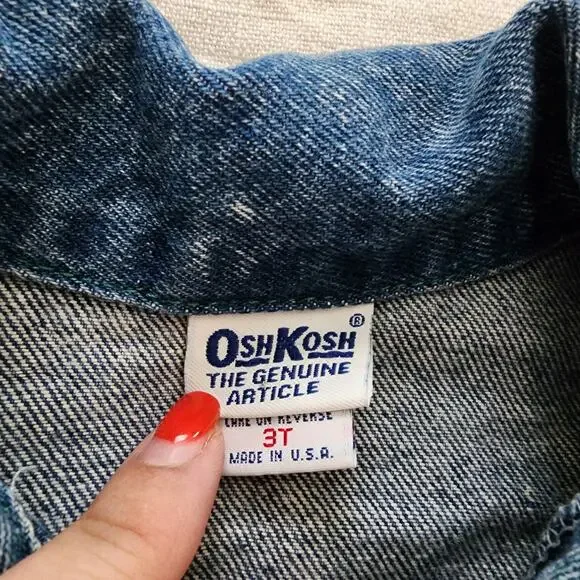 OSHKOSH®
THE GENUINE
ARTICLE
CARE ON REVERSE
3T
MADE IN U.S.A.